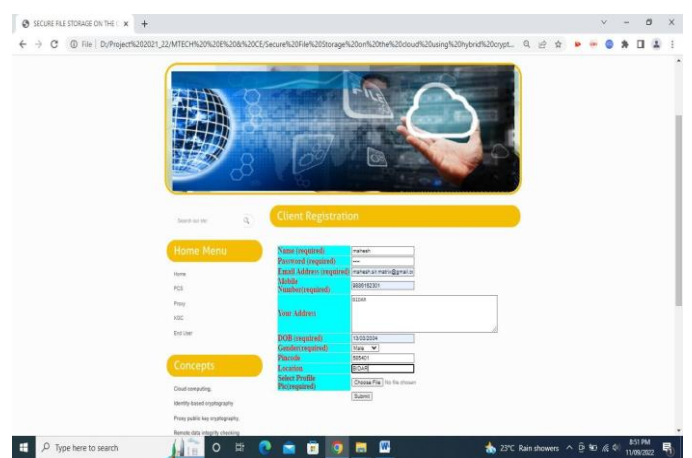 SECURE FILE STORAGE ON THE
File D:/Project%202021_22/MTECH%20%20E%20&%20CE/Secure%20File%20Storage%20on%20the%20cloud%20using%20hybrid%20crypt...
Search our site!
Client Registration
Home Menu
Home
PCS
Proxy
KGC
End User
Concepts
Cloud computing,
Identity-based cryptography
Proxy public key cryptography,
Remote data integrity checking
Name (required) mahesh
Password (required) ••••
Email Address (required)
Mobile
Number(required)
Your Address BIDAR
DOB (required)
Gender(required) Male
Pincode 585401
Location BIDAR
Select Profile
Pic(required) Choose File No file chosen
Submit
Type here to search
23°C Rain showers
8:51 PM
11/09/2022